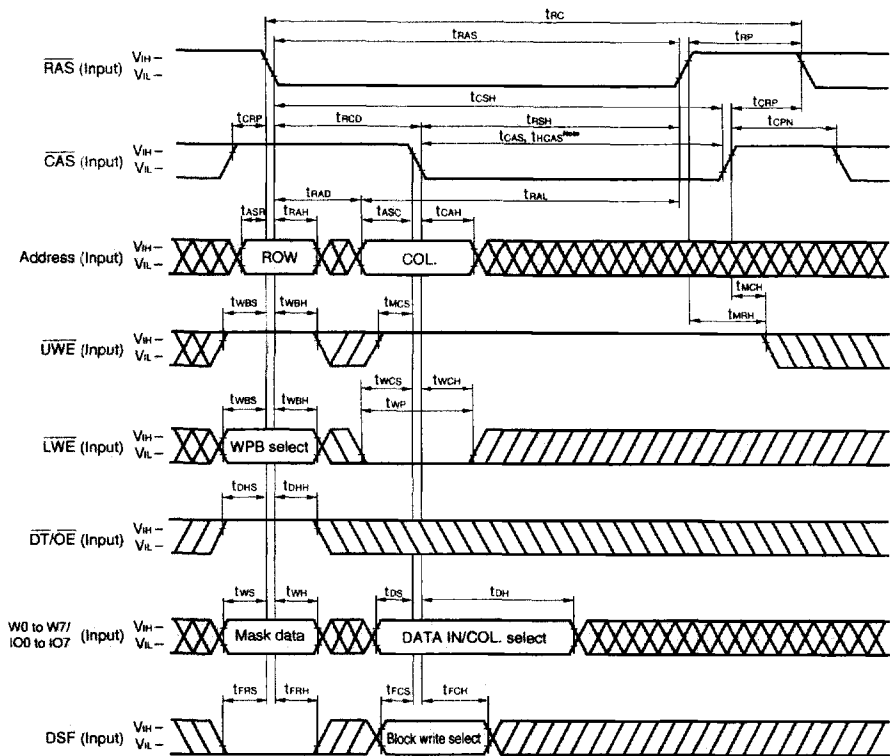 tRC
tRAS tRP
RAS (Input) VIH –
VIL –
tCSH tCRP
tCRP tRCD tRSH tCPN
tCAS, tHCAS Note
CAS (Input) VIH –
VIL –
tRAD tRAL
tASR tRAH tASC tCAH
Address (Input) VIH –
VIL –
ROW COL.
tMCH
tWBS tWBH tMCS tMRH
UWE (Input) VIH –
VIL –
tWCS tWCH
tWBS tWBH tWP
LWE (Input) VIH –
VIL –
WPB select
tDHS tDHH
DT/OE (Input) VIH –
VIL –
tWS tWH tDS tDH
W0 to W7/
IO0 to IO7 (Input) VIH –
VIL –
Mask data DATA IN/COL. select
tFRS tFRH tFCS tFCH
DSF (Input) VIH –
VIL –
Block write select